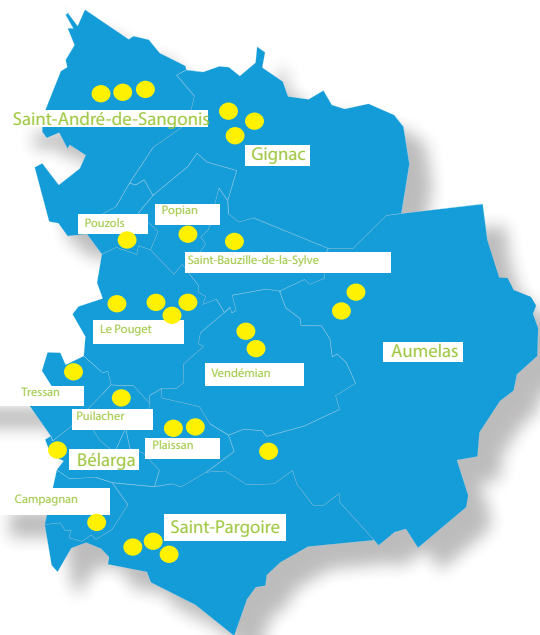 Saint-André-de-Sangonis
Gignac
Popian
Pouzols
Saint-Bauzille-de-la-Sylve
Le Pouget
Aumelas
Vendémian
Tressan
Puilacher
Plaissan
Bélarga
Campagnan
Saint-Pargoire